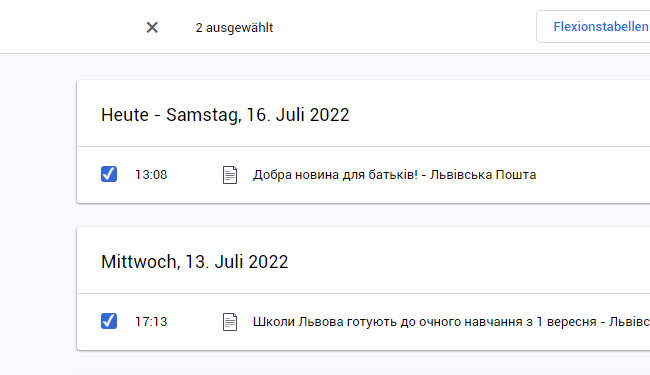 2 ausgewählt
Flexionstabellen
Heute - Samstag, 16. Juli 2022
13:08 Добра новина для батьків! - Львівська Пошта
Mittwoch, 13. Juli 2022
17:13 Школи Львова готують до очного навчання з 1 вересня - Львівс